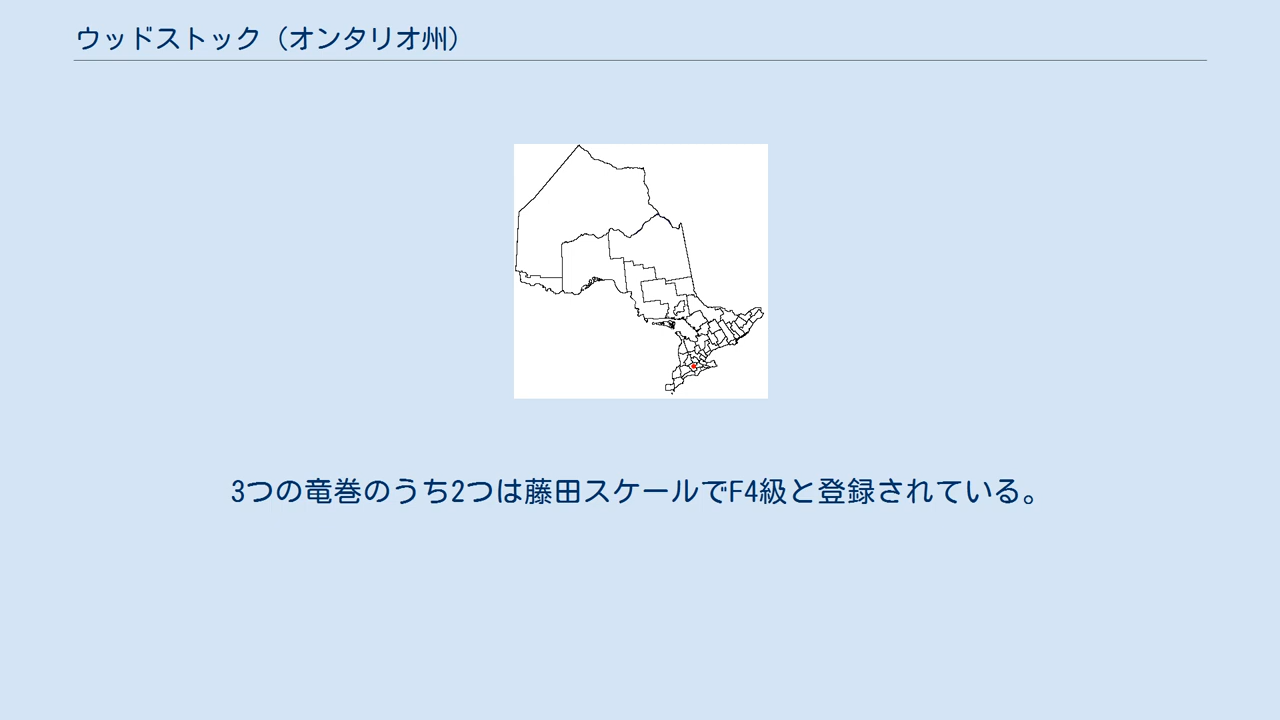 ウッドストック（オンタリオ州）
3つの竜巻のうち2つは藤田スケールでF4級と登録されている。